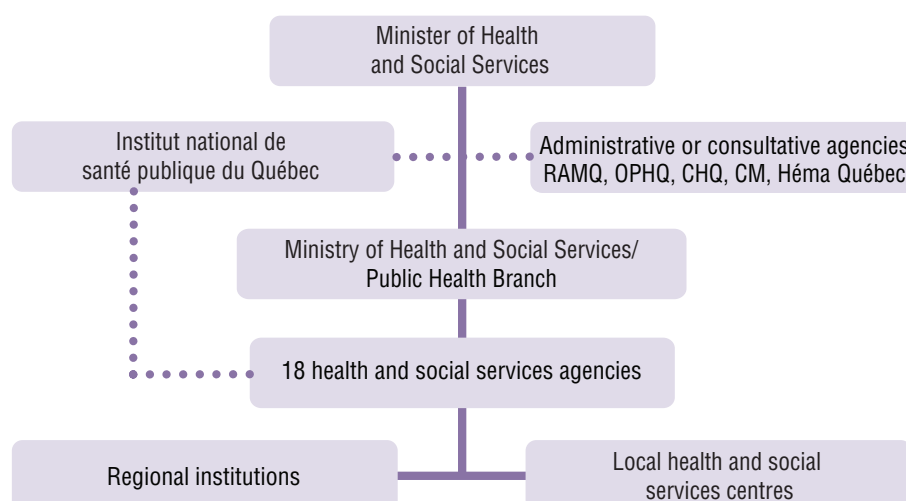 Minister of Health
and Social Services
Institut national de
santé publique du Québec
Administrative or consultative agencies
RAMQ, OPHQ, CHQ, CM, Héma Québec
Ministry of Health and Social Services/
Public Health Branch
18 health and social services agencies
Regional institutions
Local health and social
services centres